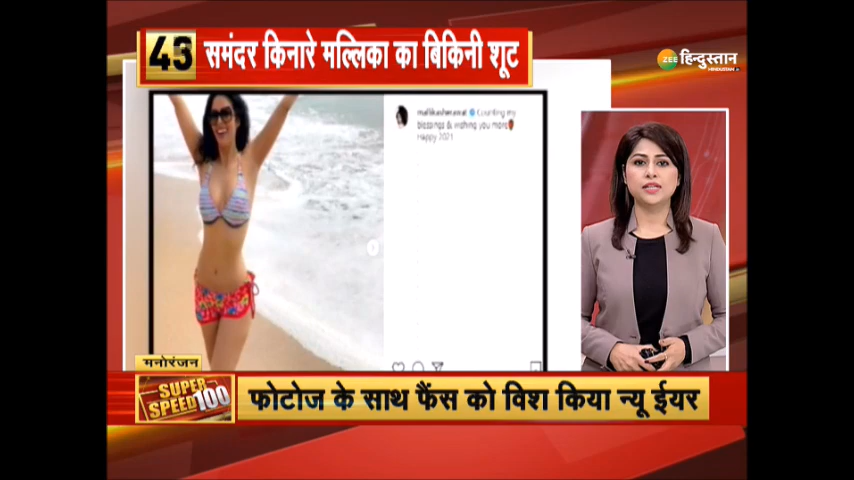 43 समंदर किनारे मल्लिका का बिकिनी शूट
ZEE हिन्दुस्तान
HINDUSTAN
mallikasherawat Counting my
blessings & wishing you more
Happy 2021
मनोरंजन
SUPER
SPEED 100
फोटोज के साथ फैंस को विश किया न्यू ईयर